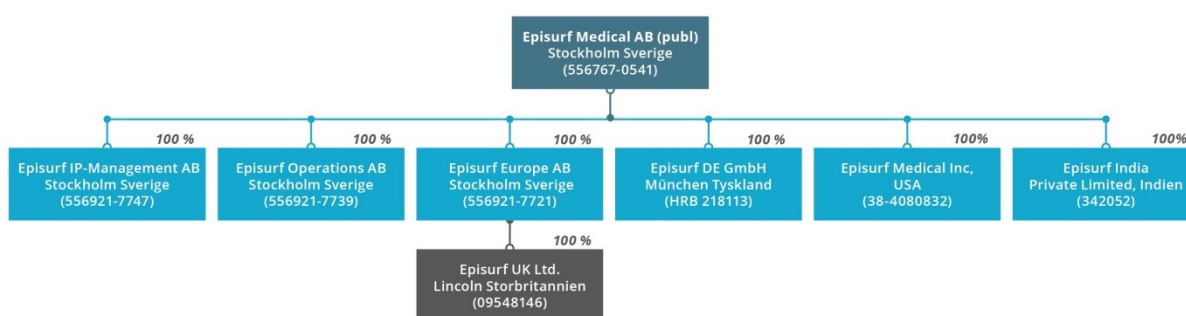 Episurf Medical AB (publ)
Stockholm Sverige
(556767-0541)
100 %
Episurf IP-Management AB
Stockholm Sverige
(556921-7747)
100 %
Episurf Operations AB
Stockholm Sverige
(556921-7739)
100 %
Episurf Europe AB
Stockholm Sverige
(556921-7721)
100 %
Episurf DE GmbH
München Tyskland
(HRB 218113)
100%
Episurf Medical Inc,
USA
(38-4080832)
100%
Episurf India
Private Limited, Indien
(342052)
100 %
Episurf UK Ltd.
Lincoln Storbritannien
(09548146)